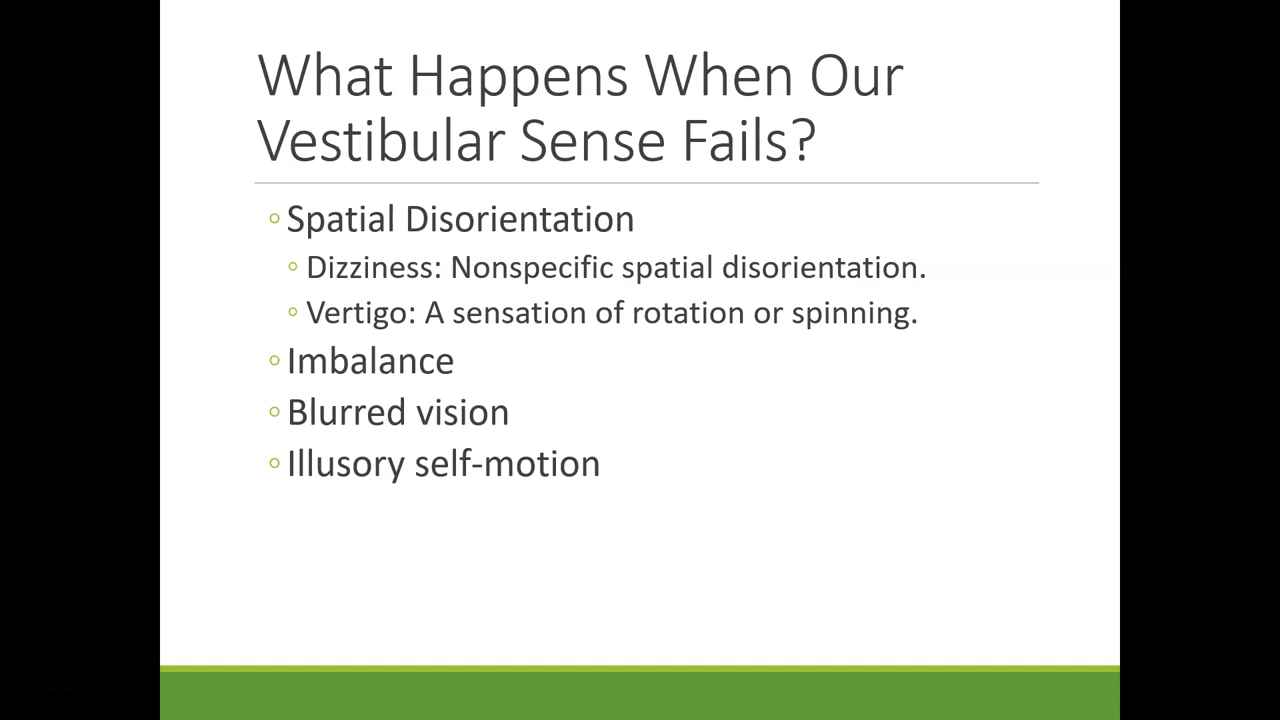 What Happens When Our
Vestibular Sense Fails?
◦ Spatial Disorientation
◦ Dizziness: Nonspecific spatial disorientation.
◦ Vertigo: A sensation of rotation or spinning.
◦ Imbalance
◦ Blurred vision
◦ Illusory self-motion